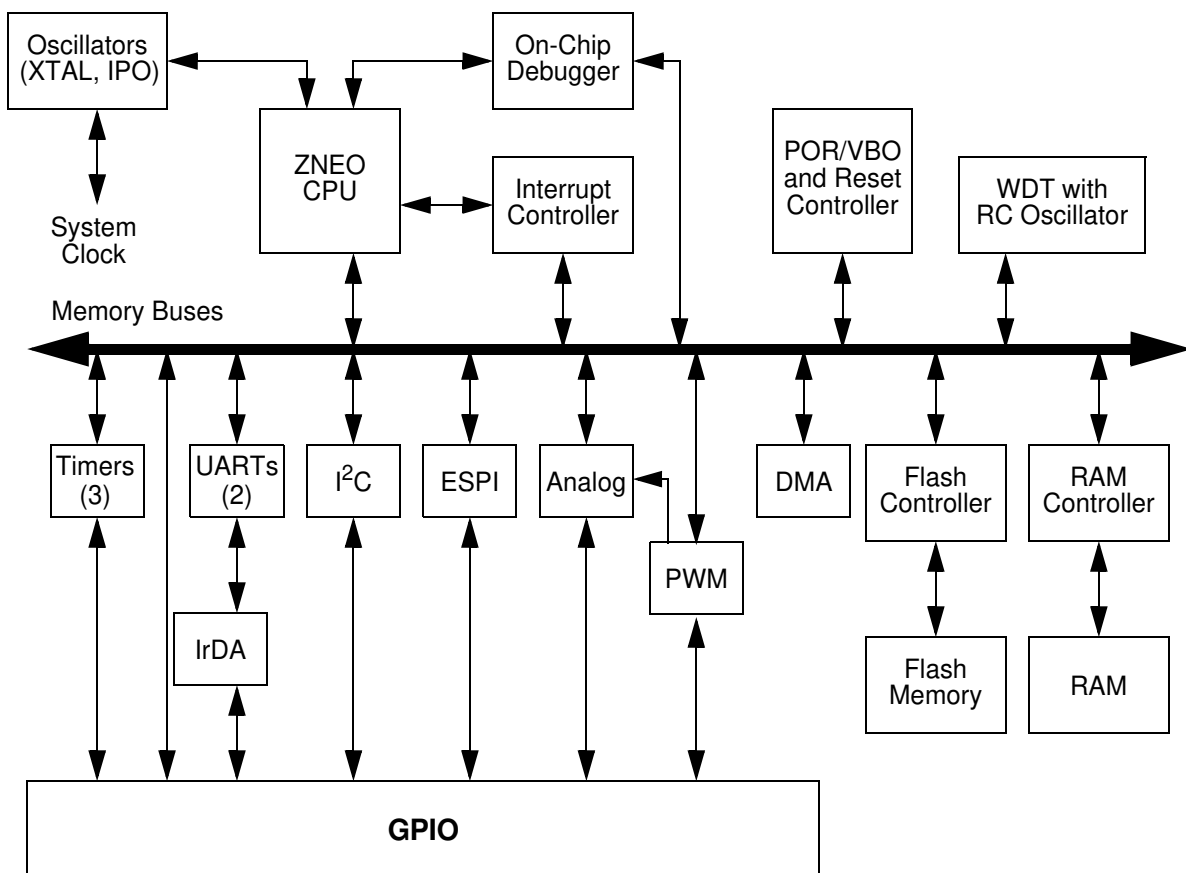 Oscillators
(XTAL, IPO)
On-Chip
Debugger
ZNEO
CPU
Interrupt
Controller
POR/VBO
and Reset
Controller
WDT with
RC Oscillator
System
Clock
Memory Buses
Timers
(3)
UARTs
(2)
I²C
ESPI
Analog
DMA
Flash
Controller
RAM
Controller
PWM
IrDA
Flash
Memory
RAM
GPIO